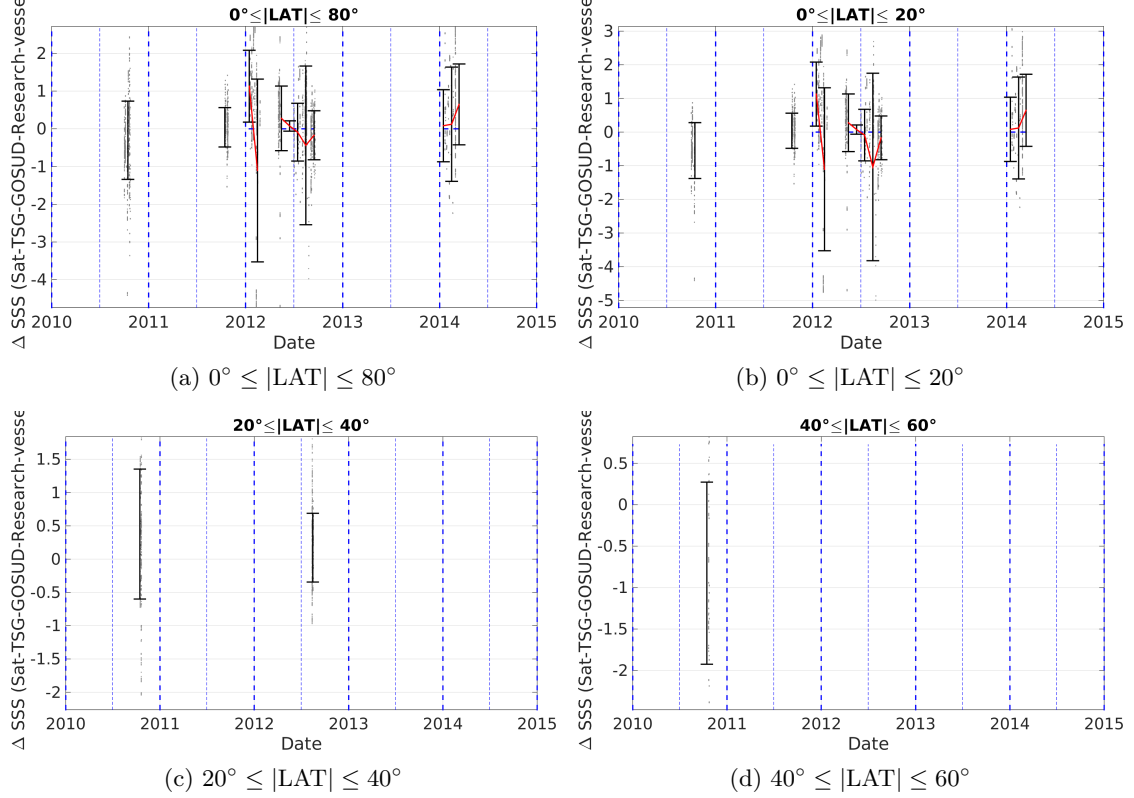 0°≤|LAT|≤ 80°
Δ SSS (Sat-TSG-GOSUD-Research-vesse
2
1
0
-1
-2
-3
-4
2010 2011 2012 2013 2014 2015
Date
(a) 0° ≤ |LAT| ≤ 80°
0°≤|LAT|≤ 20°
Δ SSS (Sat-TSG-GOSUD-Research-vesse
3
2
1
0
-1
-2
-3
-4
-5
2010 2011 2012 2013 2014 2015
Date
(b) 0° ≤ |LAT| ≤ 20°
20°≤|LAT|≤ 40°
Δ SSS (Sat-TSG-GOSUD-Research-vesse
1.5
1
0.5
0
-0.5
-1
-1.5
-2
2010 2011 2012 2013 2014 2015
Date
(c) 20° ≤ |LAT| ≤ 40°
40°≤|LAT|≤ 60°
Δ SSS (Sat-TSG-GOSUD-Research-vesse
0.5
0
-0.5
-1
-1.5
-2
2010 2011 2012 2013 2014 2015
Date
(d) 40° ≤ |LAT| ≤ 60°